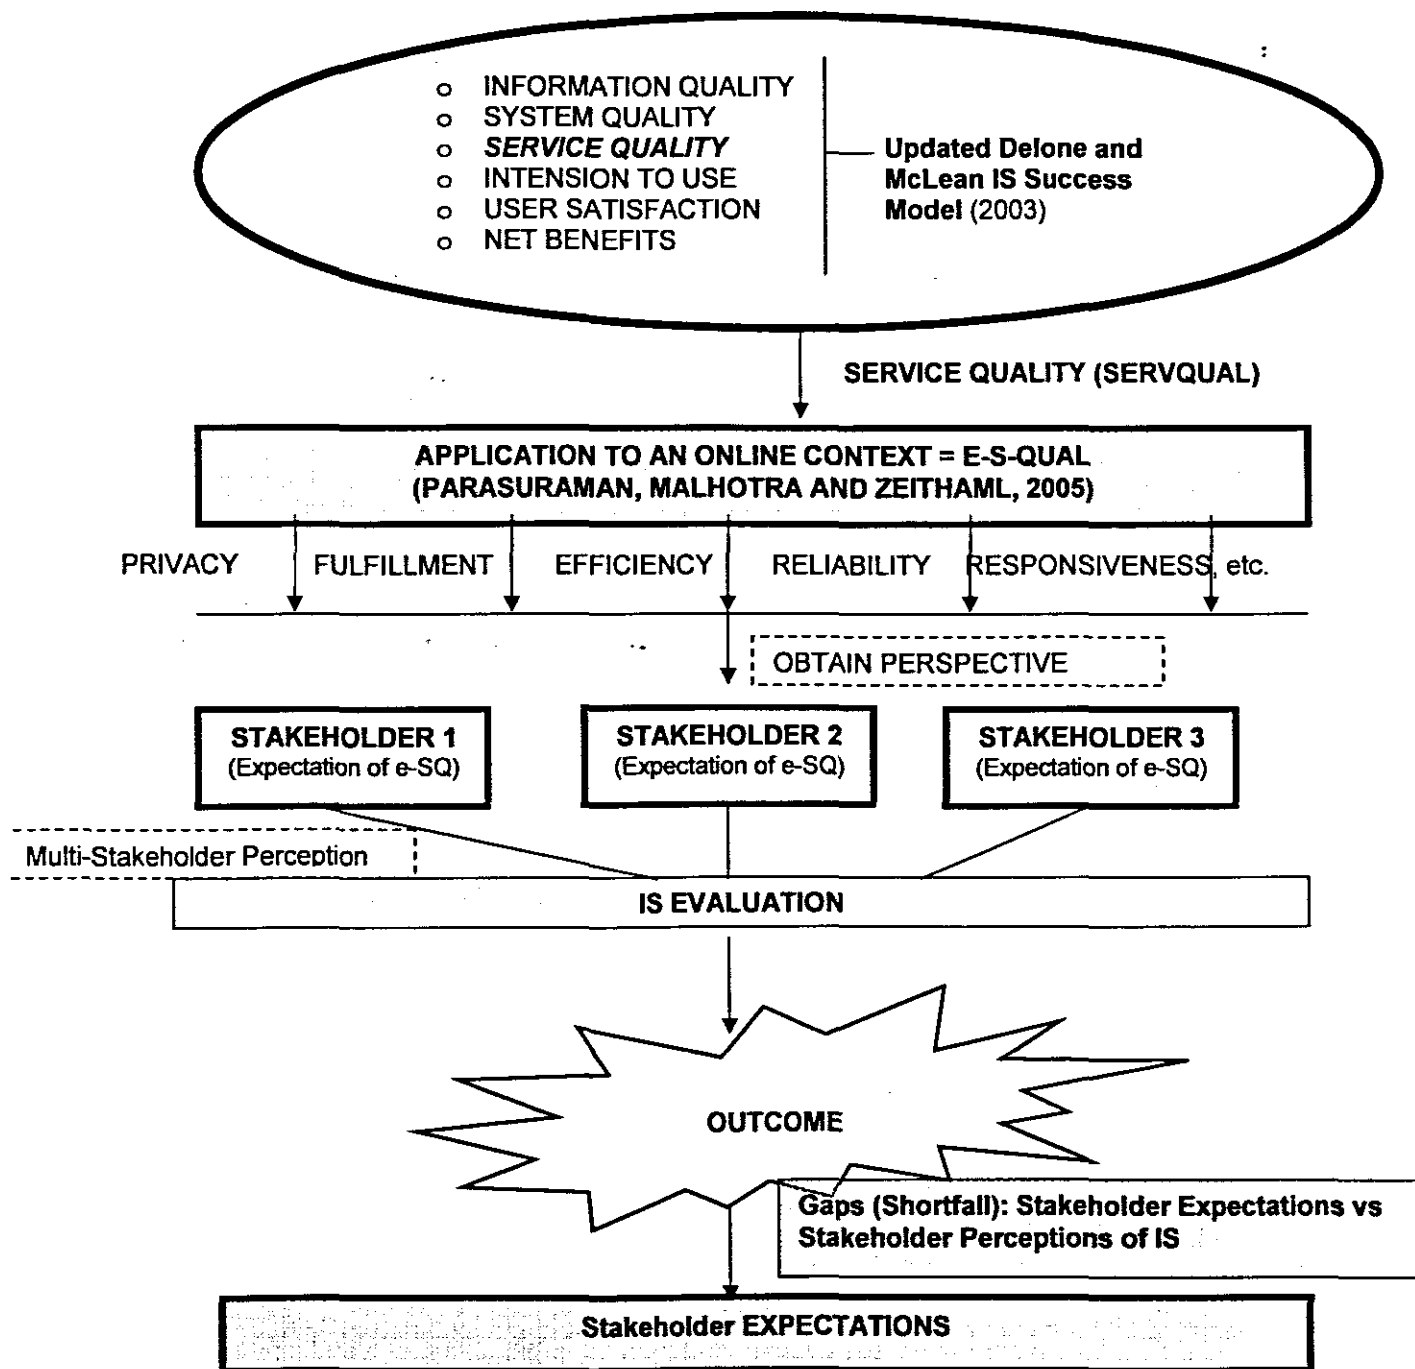 o INFORMATION QUALITY
o SYSTEM QUALITY
o SERVICE QUALITY
o INTENSION TO USE
o USER SATISFACTION
o NET BENEFITS
Updated Delone and
McLean IS Success
Model (2003)
SERVICE QUALITY (SERVQUAL)
APPLICATION TO AN ONLINE CONTEXT = E-S-QUAL
(PARASURAMAN, MALHOTRA AND ZEITHAML, 2005)
PRIVACY FULFILLMENT EFFICIENCY RELIABILITY RESPONSIVENESS, etc.
OBTAIN PERSPECTIVE
STAKEHOLDER 1
(Expectation of e-SQ)
STAKEHOLDER 2
(Expectation of e-SQ)
STAKEHOLDER 3
(Expectation of e-SQ)
Multi-Stakeholder Perception
IS EVALUATION
OUTCOME
Gaps (Shortfall): Stakeholder Expectations vs
Stakeholder Perceptions of IS
Stakeholder EXPECTATIONS